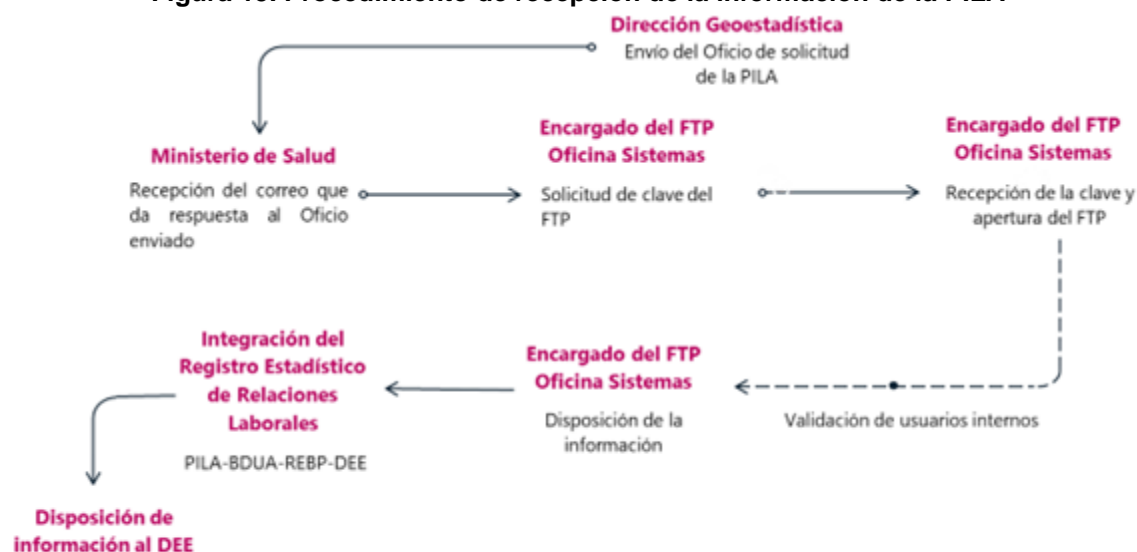 Dirección Geoestadística
Envío del Oficio de solicitud
de la PILA
Ministerio de Salud
Recepción del correo que
da respuesta al Oficio
enviado
Encargado del FTP
Oficina Sistemas
Solicitud de clave del
FTP
Encargado del FTP
Oficina Sistemas
Recepción de la clave y
apertura del FTP
Validación de usuarios internos
Encargado del FTP
Oficina Sistemas
Disposición de la
información
Integración del
Registro Estadístico
de Relaciones
Laborales
PILA-BDUA-REBP-DEE
Disposición de
información al DEE